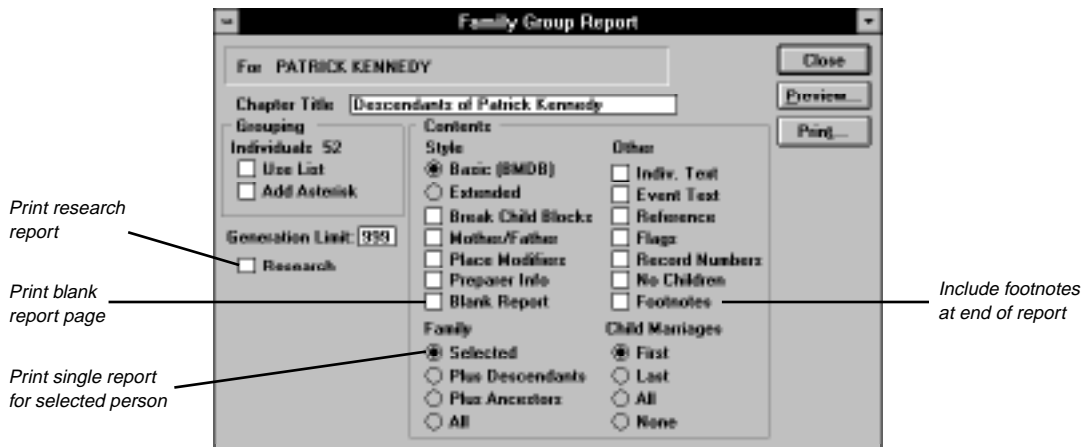 Family Group Report
For PATRICK KENNEDY
Close
Preview...
Print...
Chapter Title Descendants of Patrick Kennedy
Grouping
Individuals 52
Use List
Add Asterisk
Generation Limit: 999
Research
Contents
Style
Basic (BMDB)
Extended
Break Child Blocks
Mother/Father
Place Modifiers
Preparer Info
Blank Report
Other
Indiv. Text
Event Text
Reference
Flags
Record Numbers
No Children
Footnotes
Family
Selected
Plus Descendants
Plus Ancestors
All
Child Marriages
First
Last
All
None
Print research
report
Print blank
report page
Print single report
for selected person
Include footnotes
at end of report